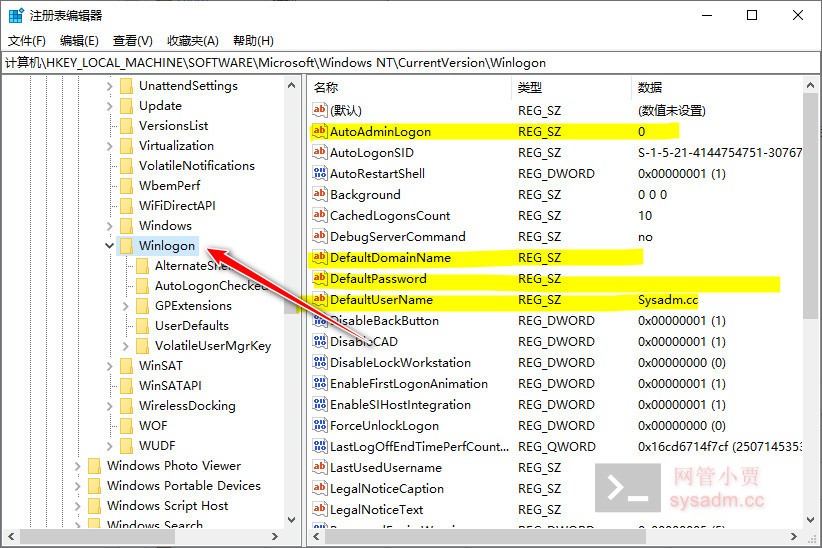 注册表编辑器
文件(F) 编辑(E) 查看(V) 收藏夹(A) 帮助(H)
计算机\HKEY_LOCAL_MACHINE\SOFTWARE\Microsoft\Windows NT\CurrentVersion\Winlogon
UnattendSettings
Update
VersionsList
Virtualization
VolatileNotifications
WbemPerf
WiFiDirectAPI
Windows
Winlogon
AlternateShel
AutoLogonChecked
GPExtensions
UserDefaults
VolatileUserMgrKey
WinSAT
WinSATAPI
WirelessDocking
WOF
WUDF
Windows Photo Viewer
Windows Portable Devices
Windows Script Host
Windows Search
名称 类型 数据
(默认) REG_SZ (数值未设置)
AutoAdminLogon REG_SZ 0
AutoLogonSID REG_SZ S-1-5-21-4144754751-30767
AutoRestartShell REG_DWORD 0x00000001 (1)
Background REG_SZ 0 0 0
CachedLogonsCount REG_SZ 10
DebugServerCommand REG_SZ no
DefaultDomainName REG_SZ
DefaultPassword REG_SZ
DefaultUserName REG_SZ Sysadm.cc
DisableBackButton REG_DWORD 0x00000001 (1)
DisableCAD REG_DWORD 0x00000001 (1)
DisableLockWorkstation REG_DWORD 0x00000000 (0)
EnableFirstLogonAnimation REG_DWORD 0x00000001 (1)
EnableSIHostIntegration REG_DWORD 0x00000001 (1)
ForceUnlockLogon REG_DWORD 0x00000000 (0)
LastLogOffEndTimePerfCount... REG_QWORD 0x16cd6714f7cf (2507145353
LastUsedUsername REG_SZ
LegalNoticeCaption REG_SZ
LegalNoticeText REG_SZ
网管小贾
sysadm.cc